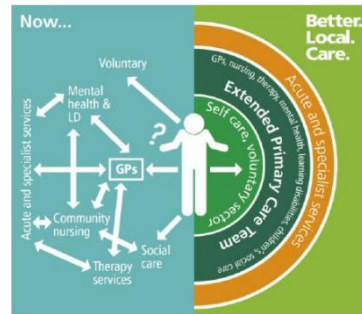 Now...
Better.
Local.
Care.
Voluntary
Mental
health &
LD
?
GPs
Acute and specialist services
Community
nursing
Social
care
Therapy
services
Self care, voluntary sector
Extended Primary Care Team
GPs, nursing, therapy, mental health, learning disabilities, children's, social care
Acute and specialist services